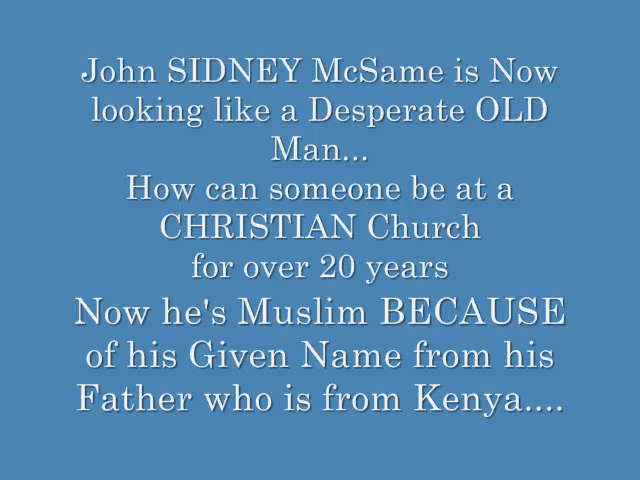 John SIDNEY McSame is Now
looking like a Desperate OLD
Man...
How can someone be at a
CHRISTIAN Church
for over 20 years
Now he's Muslim BECAUSE
of his Given Name from his
Father who is from Kenya....